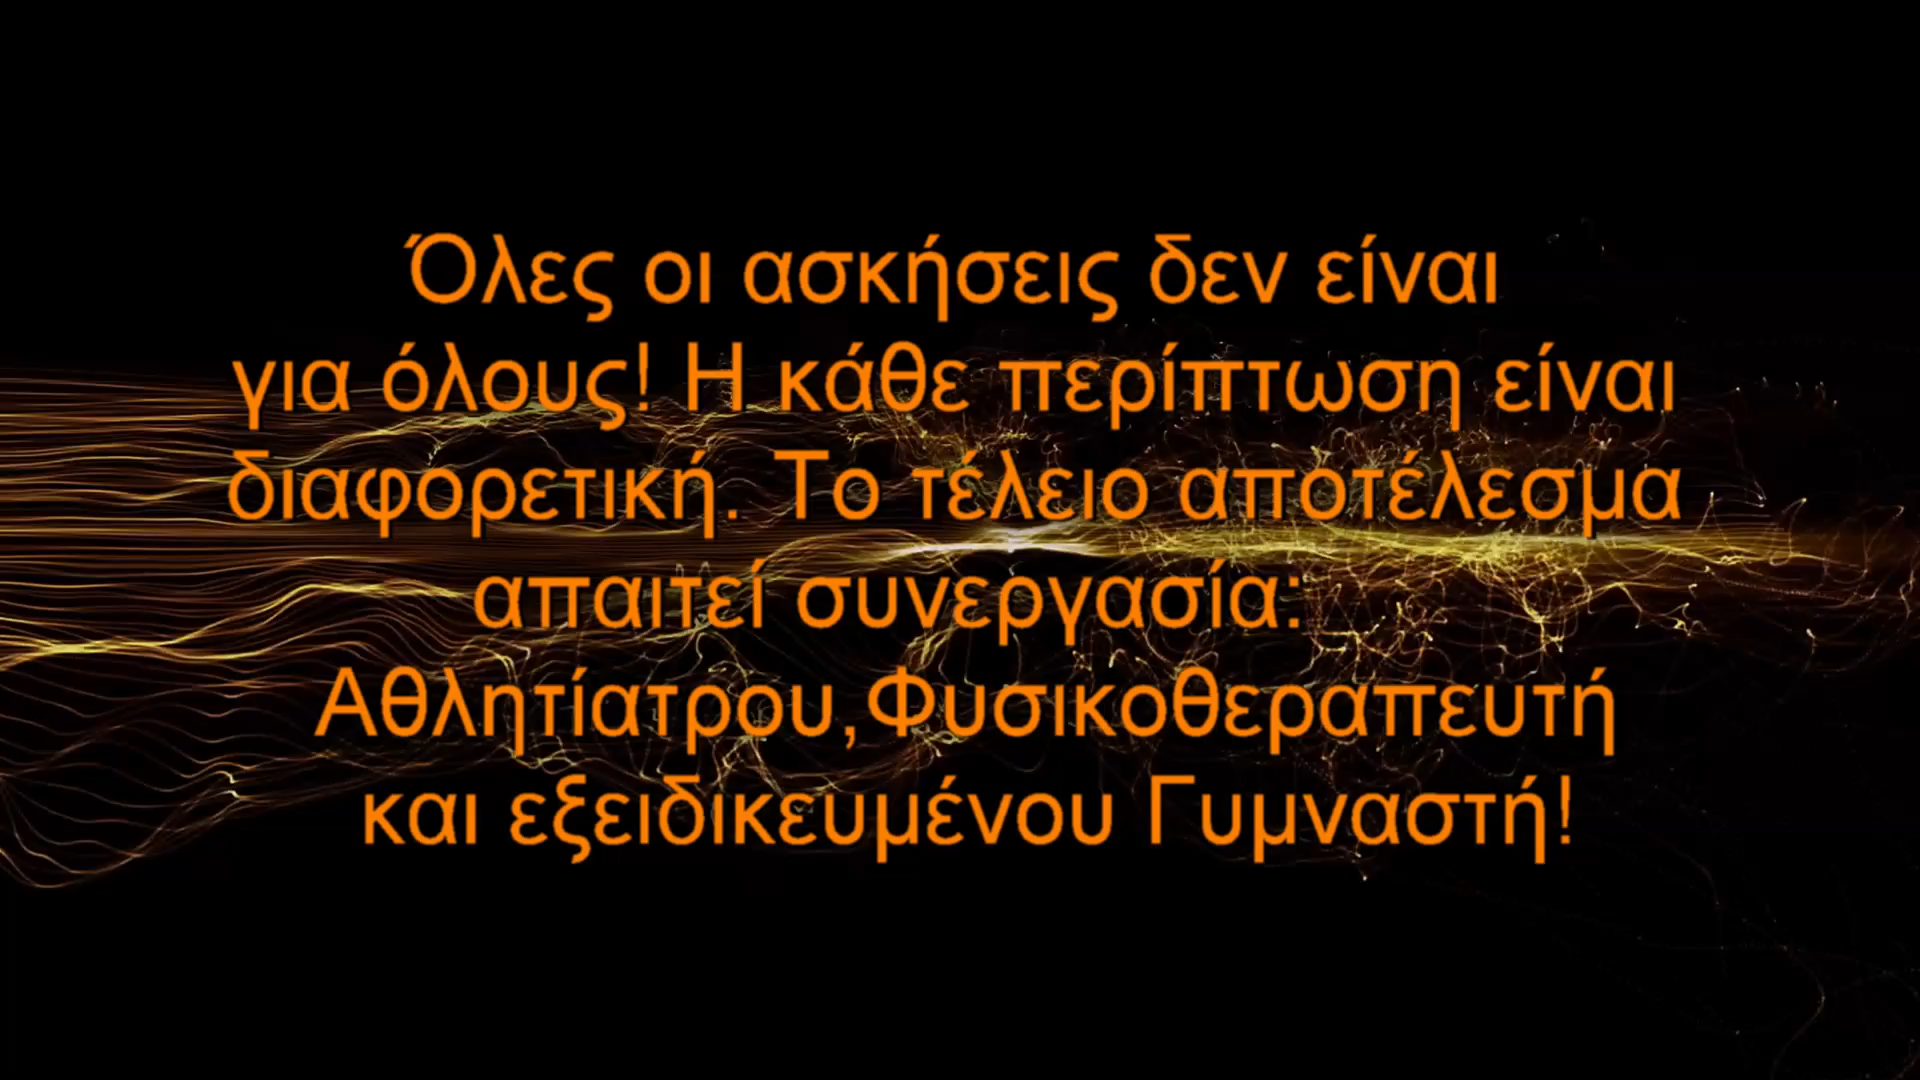 Όλες οι ασκήσεις δεν είναι
για όλους! Η κάθε περίπτωση είναι
διαφορετική. Το τέλειο αποτέλεσμα
απαιτεί συνεργασία:
Αθλητίατρου,Φυσικοθεραπευτή
και εξειδικευμένου Γυμναστή!